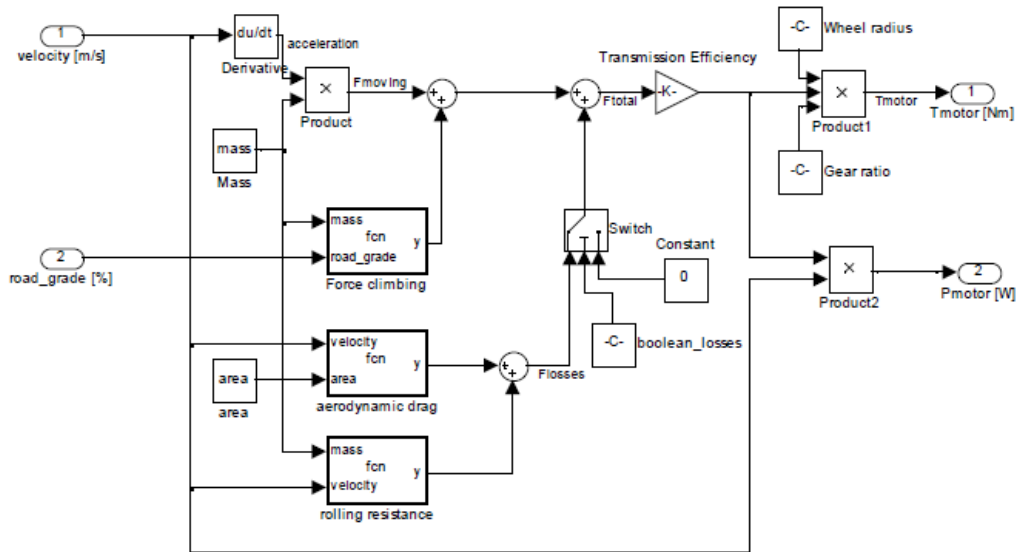 1
velocity [m/s]
du/dt
Derivative
acceleration
×
Product
Fmoving
+
+
+
+
Ftotal
Transmission Efficiency
-K-
-C-
Wheel radius
×
Product1
Tmotor
1
Tmotor [Nm]
-C-
Gear ratio
mass
Mass
2
road_grade [%]
mass
fcn
y
road_grade
Force climbing
Switch
Constant
0
-C-
boolean_losses
×
Product2
2
Pmotor [W]
area
area
velocity
fcn
y
area
aerodynamic drag
+
+
Flosses
mass
fcn
y
velocity
rolling resistance